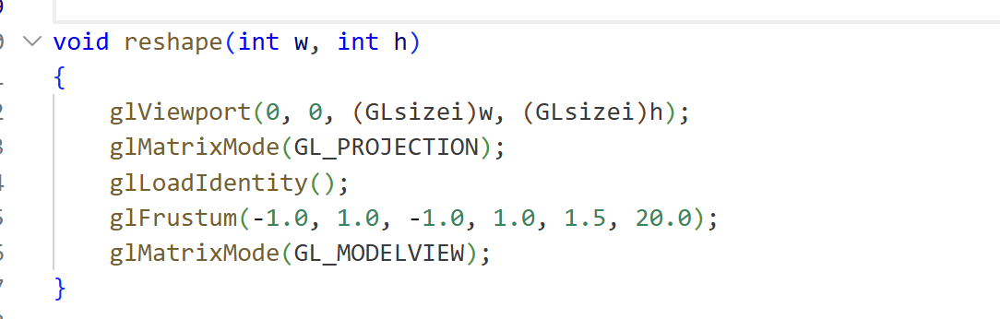 void reshape(int w, int h)
{
glViewport(0, 0, (GLsizei)w, (GLsizei)h);
glMatrixMode(GL_PROJECTION);
glLoadIdentity();
glFrustum(-1.0, 1.0, -1.0, 1.0, 1.5, 20.0);
glMatrixMode(GL_MODELVIEW);
}